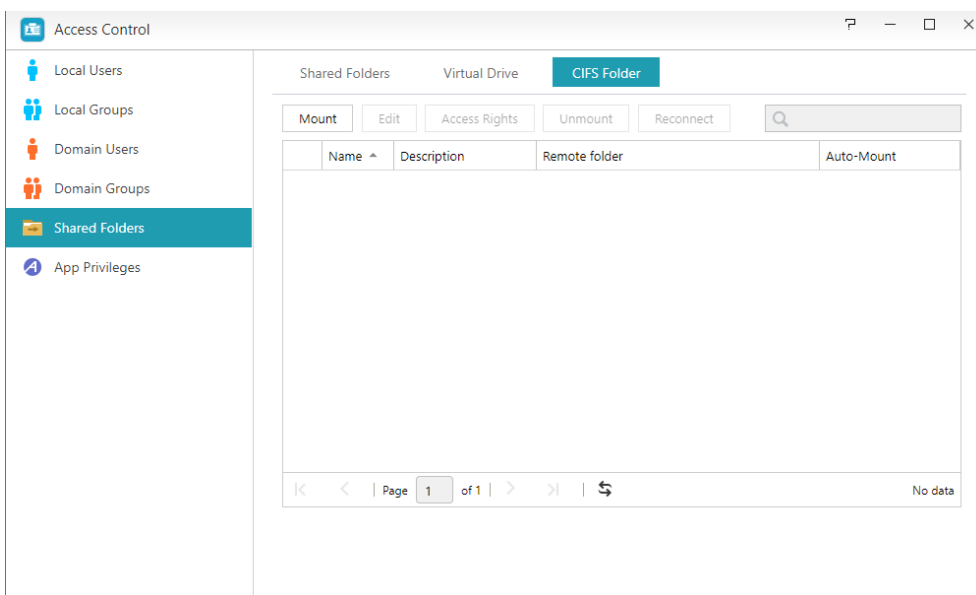 Access Control
Local Users
Local Groups
Domain Users
Domain Groups
Shared Folders
App Privileges
Shared Folders Virtual Drive CIFS Folder
Mount Edit Access Rights Unmount Reconnect
Name Description Remote folder Auto-Mount
Page 1 of 1 No data